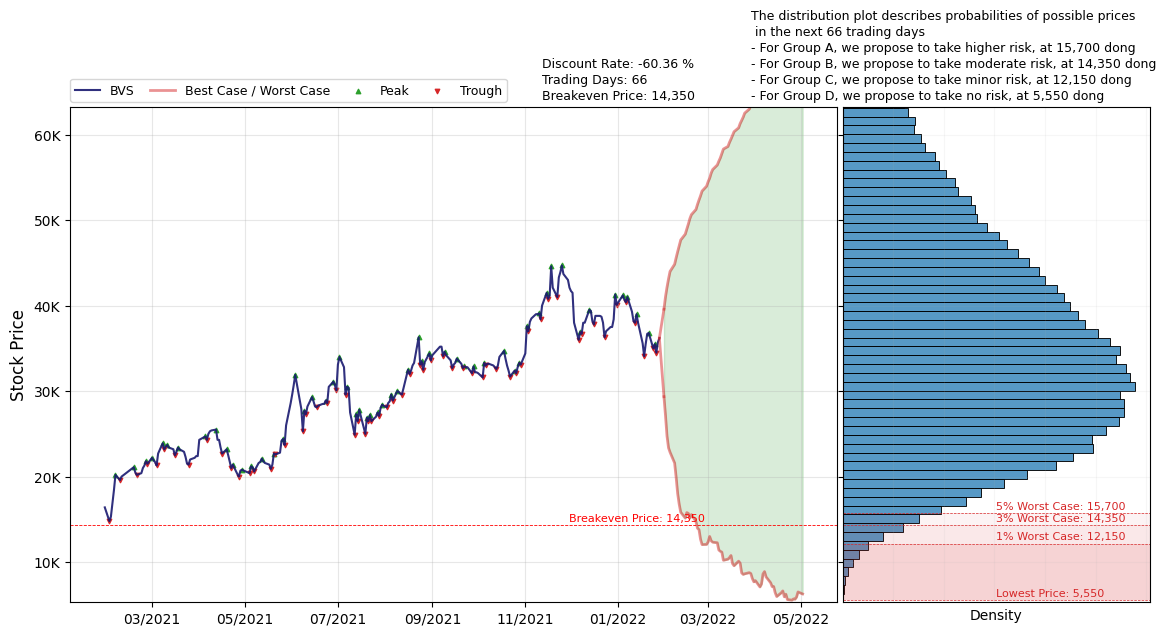 The distribution plot describes probabilities of possible prices
in the next 66 trading days
- For Group A, we propose to take higher risk, at 15,700 dong
- For Group B, we propose to take moderate risk, at 14,350 dong
- For Group C, we propose to take minor risk, at 12,150 dong
- For Group D, we propose to take no risk, at 5,550 dong
Discount Rate: -60.36 %
Trading Days: 66
Breakeven Price: 14,350
BVS
Best Case / Worst Case
Peak
Trough
Stock Price
60K
50K
40K
30K
20K
10K
Breakeven Price: 14,350
5% Worst Case: 15,700
3% Worst Case: 14,350
1% Worst Case: 12,150
Lowest Price: 5,550
03/2021
05/2021
07/2021
09/2021
11/2021
01/2022
03/2022
05/2022
Density